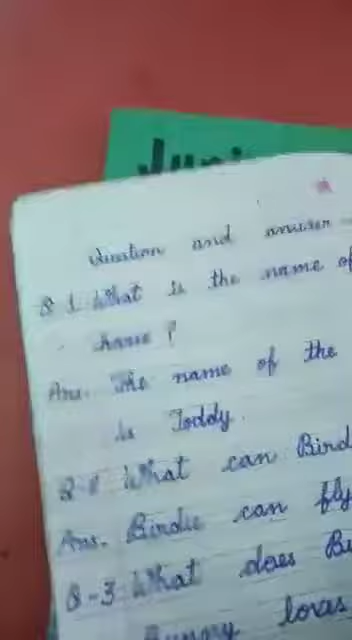 Juni
Question and answer
Q 1. What is the name of
Ans. The name of the
is Toddy.
Q-2 What can Bird
Ans. Birdie can fly
Q-3 What does Bu
Bunny loves